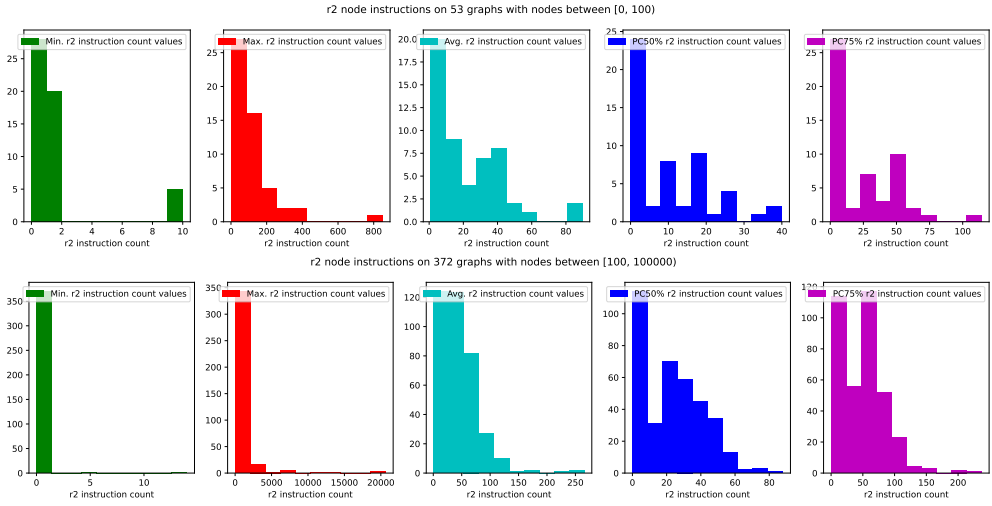 r2 node instructions on 53 graphs with nodes between [0, 100)
Min. r2 instruction count values
0 5 10 15 20 25
0 2 4 6 8 10
r2 instruction count
Max. r2 instruction count values
0 5 10 15 20 25
0 200 400 600 800
r2 instruction count
Avg. r2 instruction count values
0.0 2.5 5.0 7.5 10.0 12.5 15.0 17.5 20.0
0 20 40 60 80
r2 instruction count
PC50% r2 instruction count values
0 5 10 15 20 25
0 10 20 30 40
r2 instruction count
PC75% r2 instruction count values
0 5 10 15 20 25
0 25 50 75 100
r2 instruction count
r2 node instructions on 372 graphs with nodes between [100, 100000)
Min. r2 instruction count values
0 50 100 150 200 250 300 350
0 5 10
r2 instruction count
Max. r2 instruction count values
0 50 100 150 200 250 300 350
0 5000 10000 15000 20000
r2 instruction count
Avg. r2 instruction count values
0 20 40 60 80 100 120
0 50 100 150 200 250
r2 instruction count
PC50% r2 instruction count values
0 20 40 60 80 100
0 20 40 60 80
r2 instruction count
PC75% r2 instruction count values
0 20 40 60 80 100 120
0 50 100 150 200
r2 instruction count